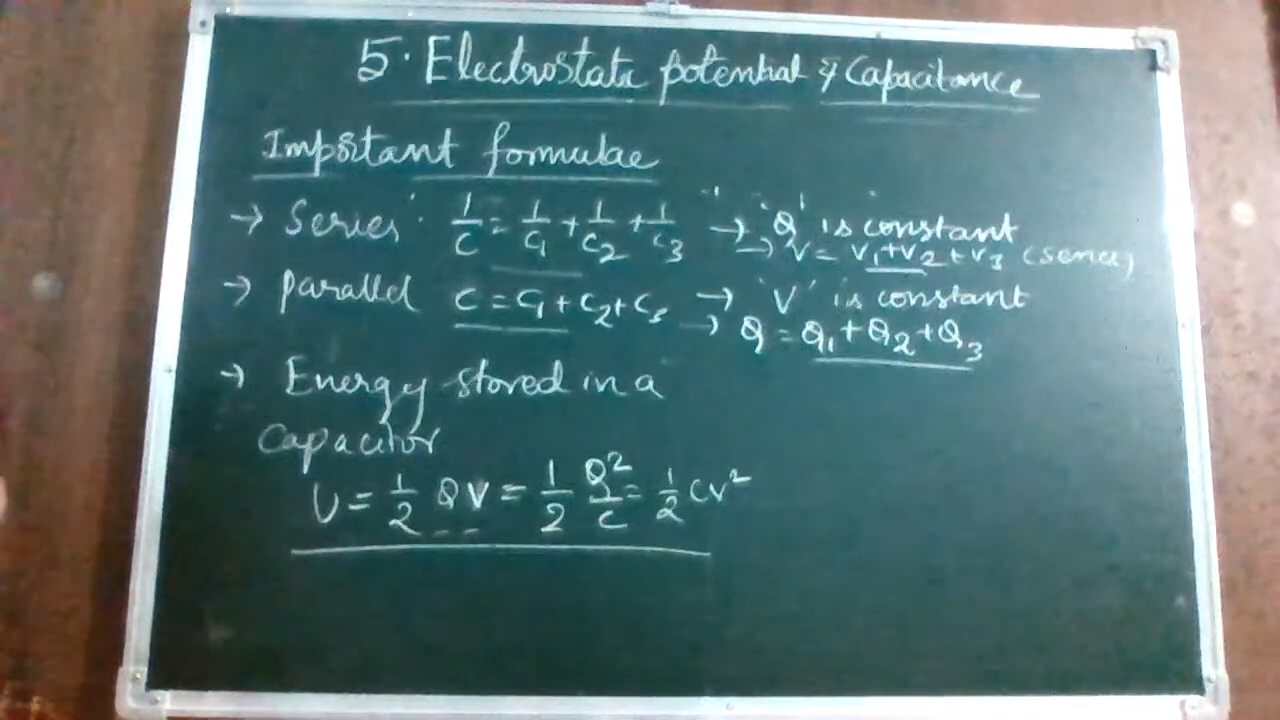 5. Electrostatic potential & Capacitance
Important formulae
→ Series 1/C = 1/C1 + 1/C2 + 1/C3 → 'Q' is constant
→ V = V1+V2+V3 (series)
→ Parallel C = C1+C2+C3 → 'V' is constant
→ Q = Q1+Q2+Q3
→ Energy stored in a
Capacitor
U = 1/2 QV = 1/2 Q²/C = 1/2 CV²